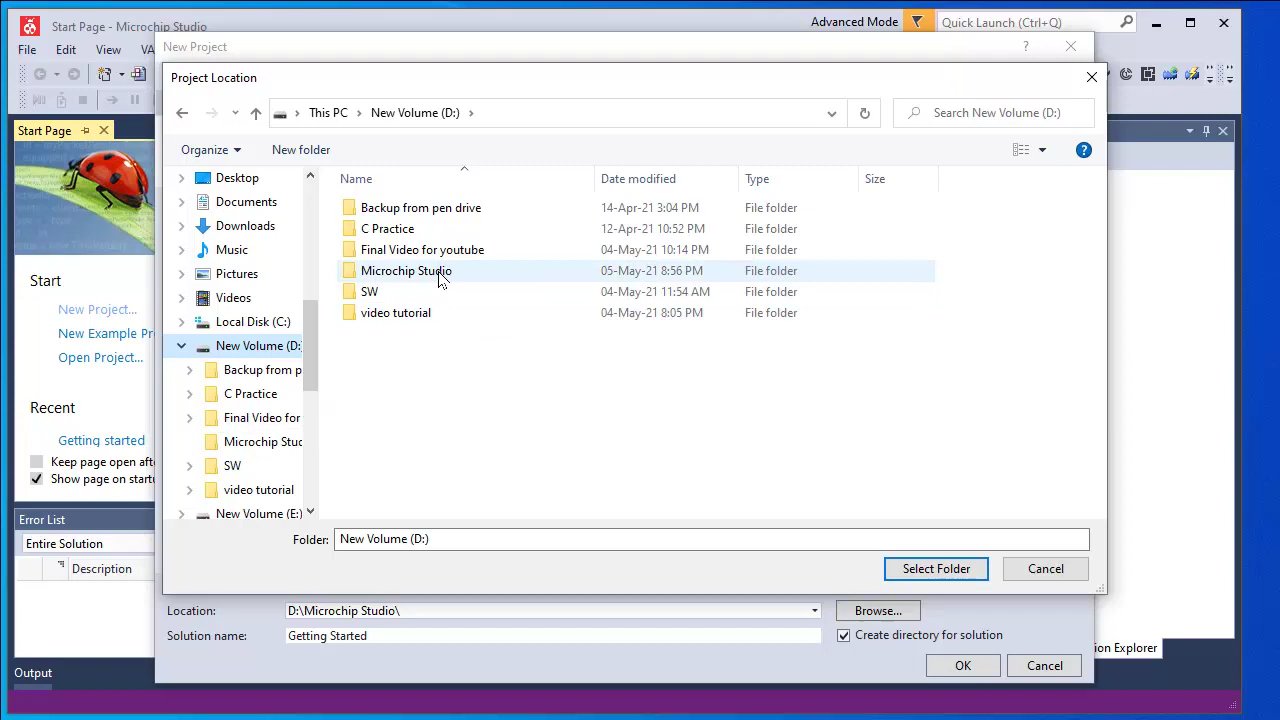 Start Page - Microchip Studio
Advanced Mode
Quick Launch (Ctrl+Q)
File Edit View VA
New Project
?
Project Location
This PC > New Volume (D:) >
Search New Volume (D:)
Organize
New folder
?
Start Page
Name
Date modified
Type
Size
Desktop
Documents
Downloads
Music
Pictures
Videos
Local Disk (C:)
New Volume (D:
Backup from p
C Practice
Final Video for
Microchip Stuc
SW
video tutorial
New Volume (E:)
Backup from pen drive 14-Apr-21 3:04 PM File folder
C Practice 12-Apr-21 10:52 PM File folder
Final Video for youtube 04-May-21 10:14 PM File folder
Microchip Studio 05-May-21 8:56 PM File folder
SW 04-May-21 11:54 AM File folder
video tutorial 04-May-21 8:05 PM File folder
Start
New Project...
New Example Pr
Open Project...
Recent
Getting started
Keep page open afte
Show page on startu
Error List
Entire Solution
Description
Folder: New Volume (D:)
Select Folder
Cancel
Location: D:\Microchip Studio\
Browse...
Solution name: Getting Started
Create directory for solution
ion Explorer
OK
Cancel
Output